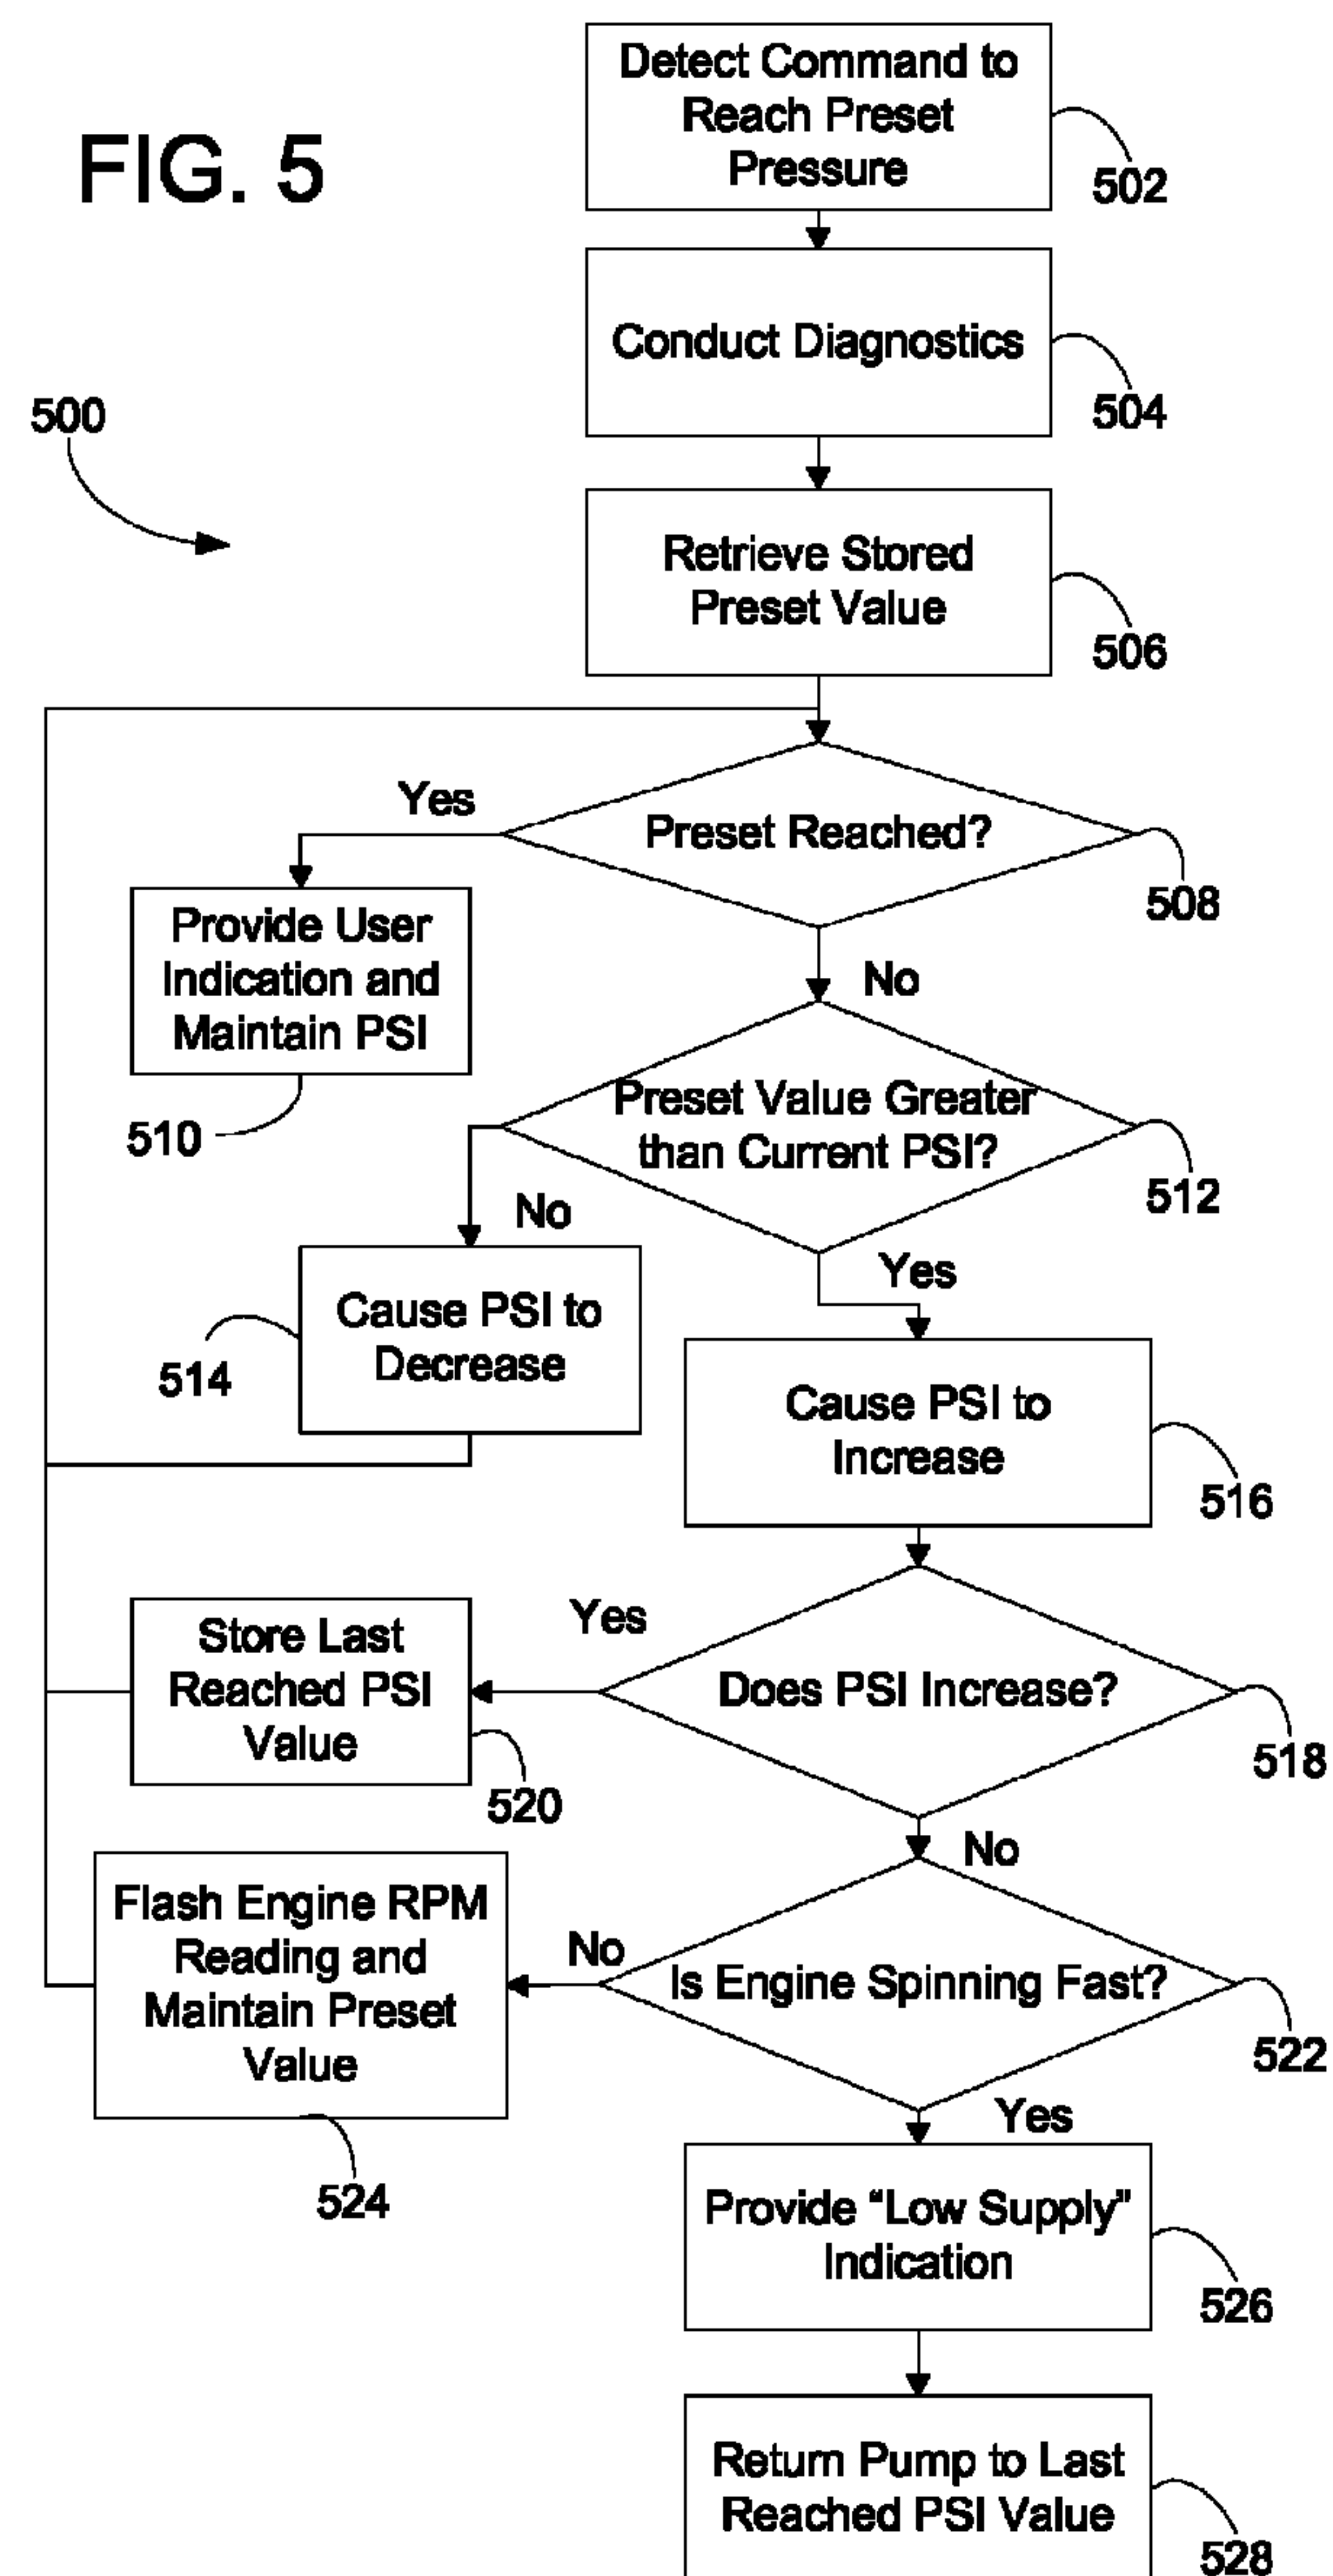 FIG. 5
Detect Command to
Reach Preset
Pressure
502
Conduct Diagnostics
504
500
Retrieve Stored
Preset Value
506
Yes
Preset Reached?
508
Provide User
Indication and
Maintain PSI
510
No
Preset Value Greater
than Current PSI?
512
No
Yes
Cause PSI to
Decrease
514
Cause PSI to
Increase
516
Yes
Does PSI Increase?
518
Store Last
Reached PSI
Value
520
No
Is Engine Spinning Fast?
522
No
Flash Engine RPM
Reading and
Maintain Preset
Value
524
Yes
Provide “Low Supply”
Indication
526
Return Pump to Last
Reached PSI Value
528